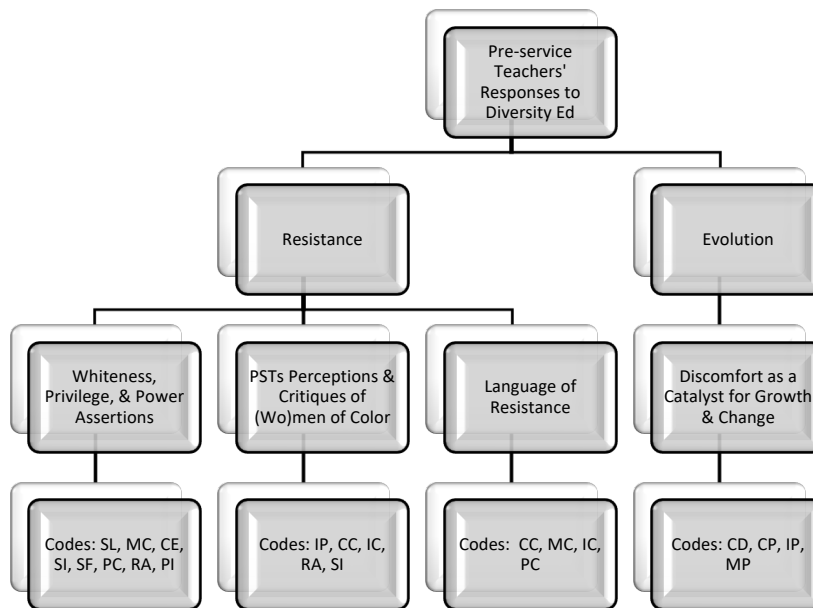 Pre-service
Teachers'
Responses to
Diversity Ed
Resistance
Evolution
Whiteness,
Privilege, & Power
Assertions
PSTs Perceptions &
Critiques of
(Wo)men of Color
Language of
Resistance
Discomfort as a
Catalyst for Growth
& Change
Codes: SL, MC, CE,
SI, SF, PC, RA, PI
Codes: IP, CC, IC,
RA, SI
Codes:  CC, MC, IC,
PC
Codes: CD, CP, IP,
MP